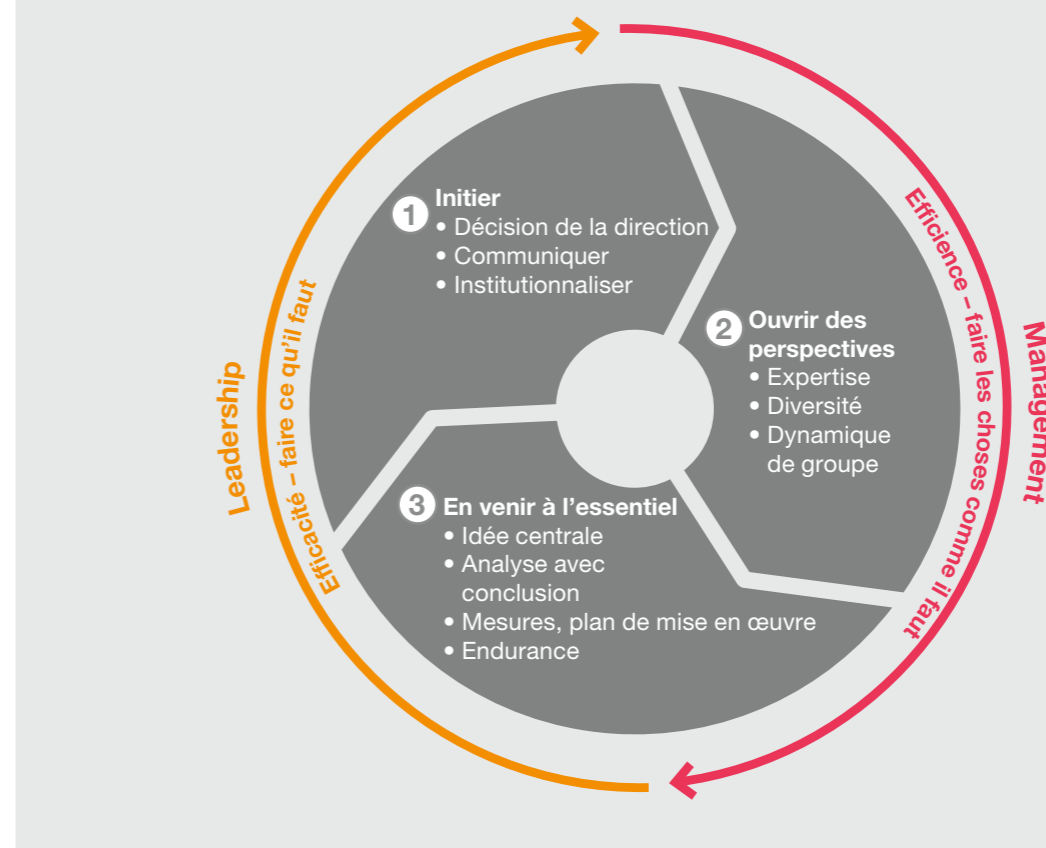 Leadership
Efficacité – faire ce qu’il faut
1
Initier
• Décision de la direction
• Communiquer
• Institutionnaliser
2
Ouvrir des
perspectives
• Expertise
• Diversité
• Dynamique
de groupe
3
En venir à l’essentiel
• Idée centrale
• Analyse avec
conclusion
• Mesures, plan de mise en œuvre
• Endurance
Efficience – faire les choses comme il faut
Management